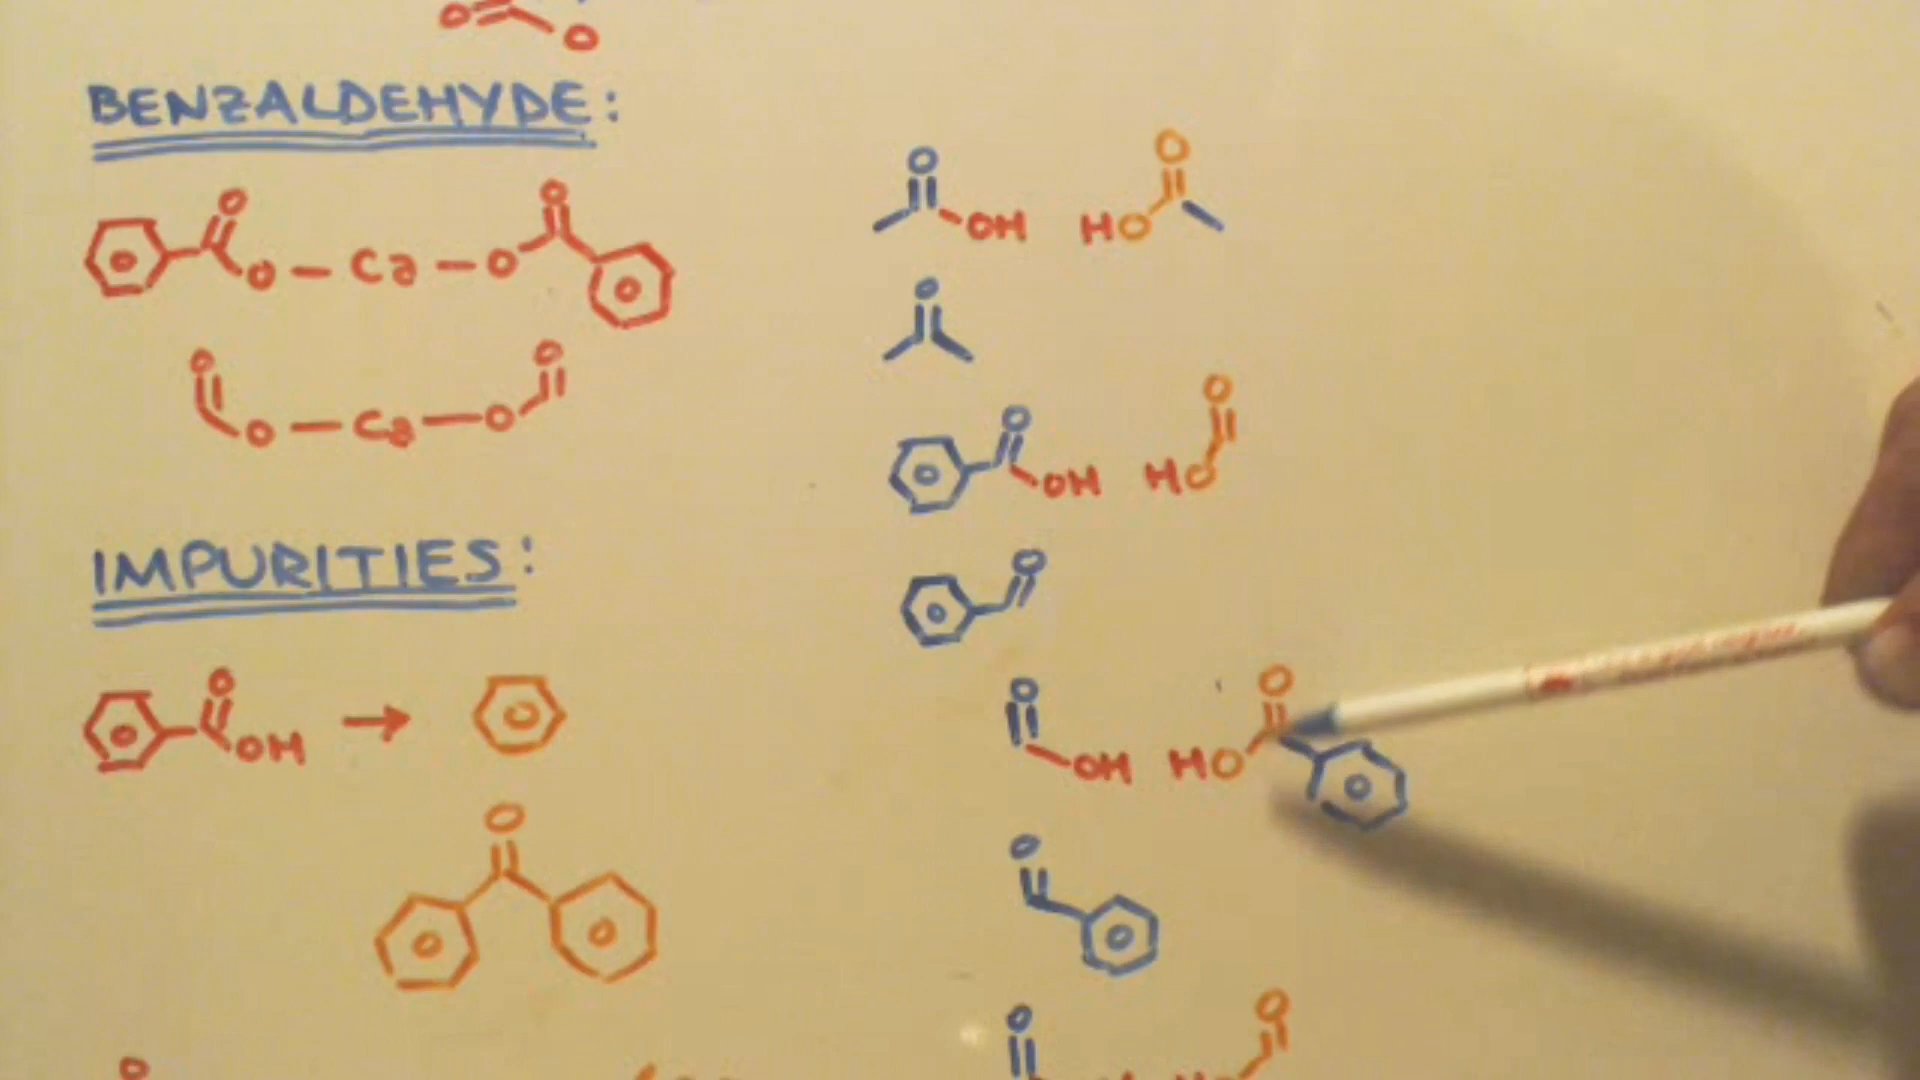 O O
BENZALDEHYDE:
O O
O — Ca — O
O O
O — Ca — O
IMPURITIES:
O
OH →
O
O
O O
OH HO
O
O O
OH HO
O
O O
OH HO
O
O O